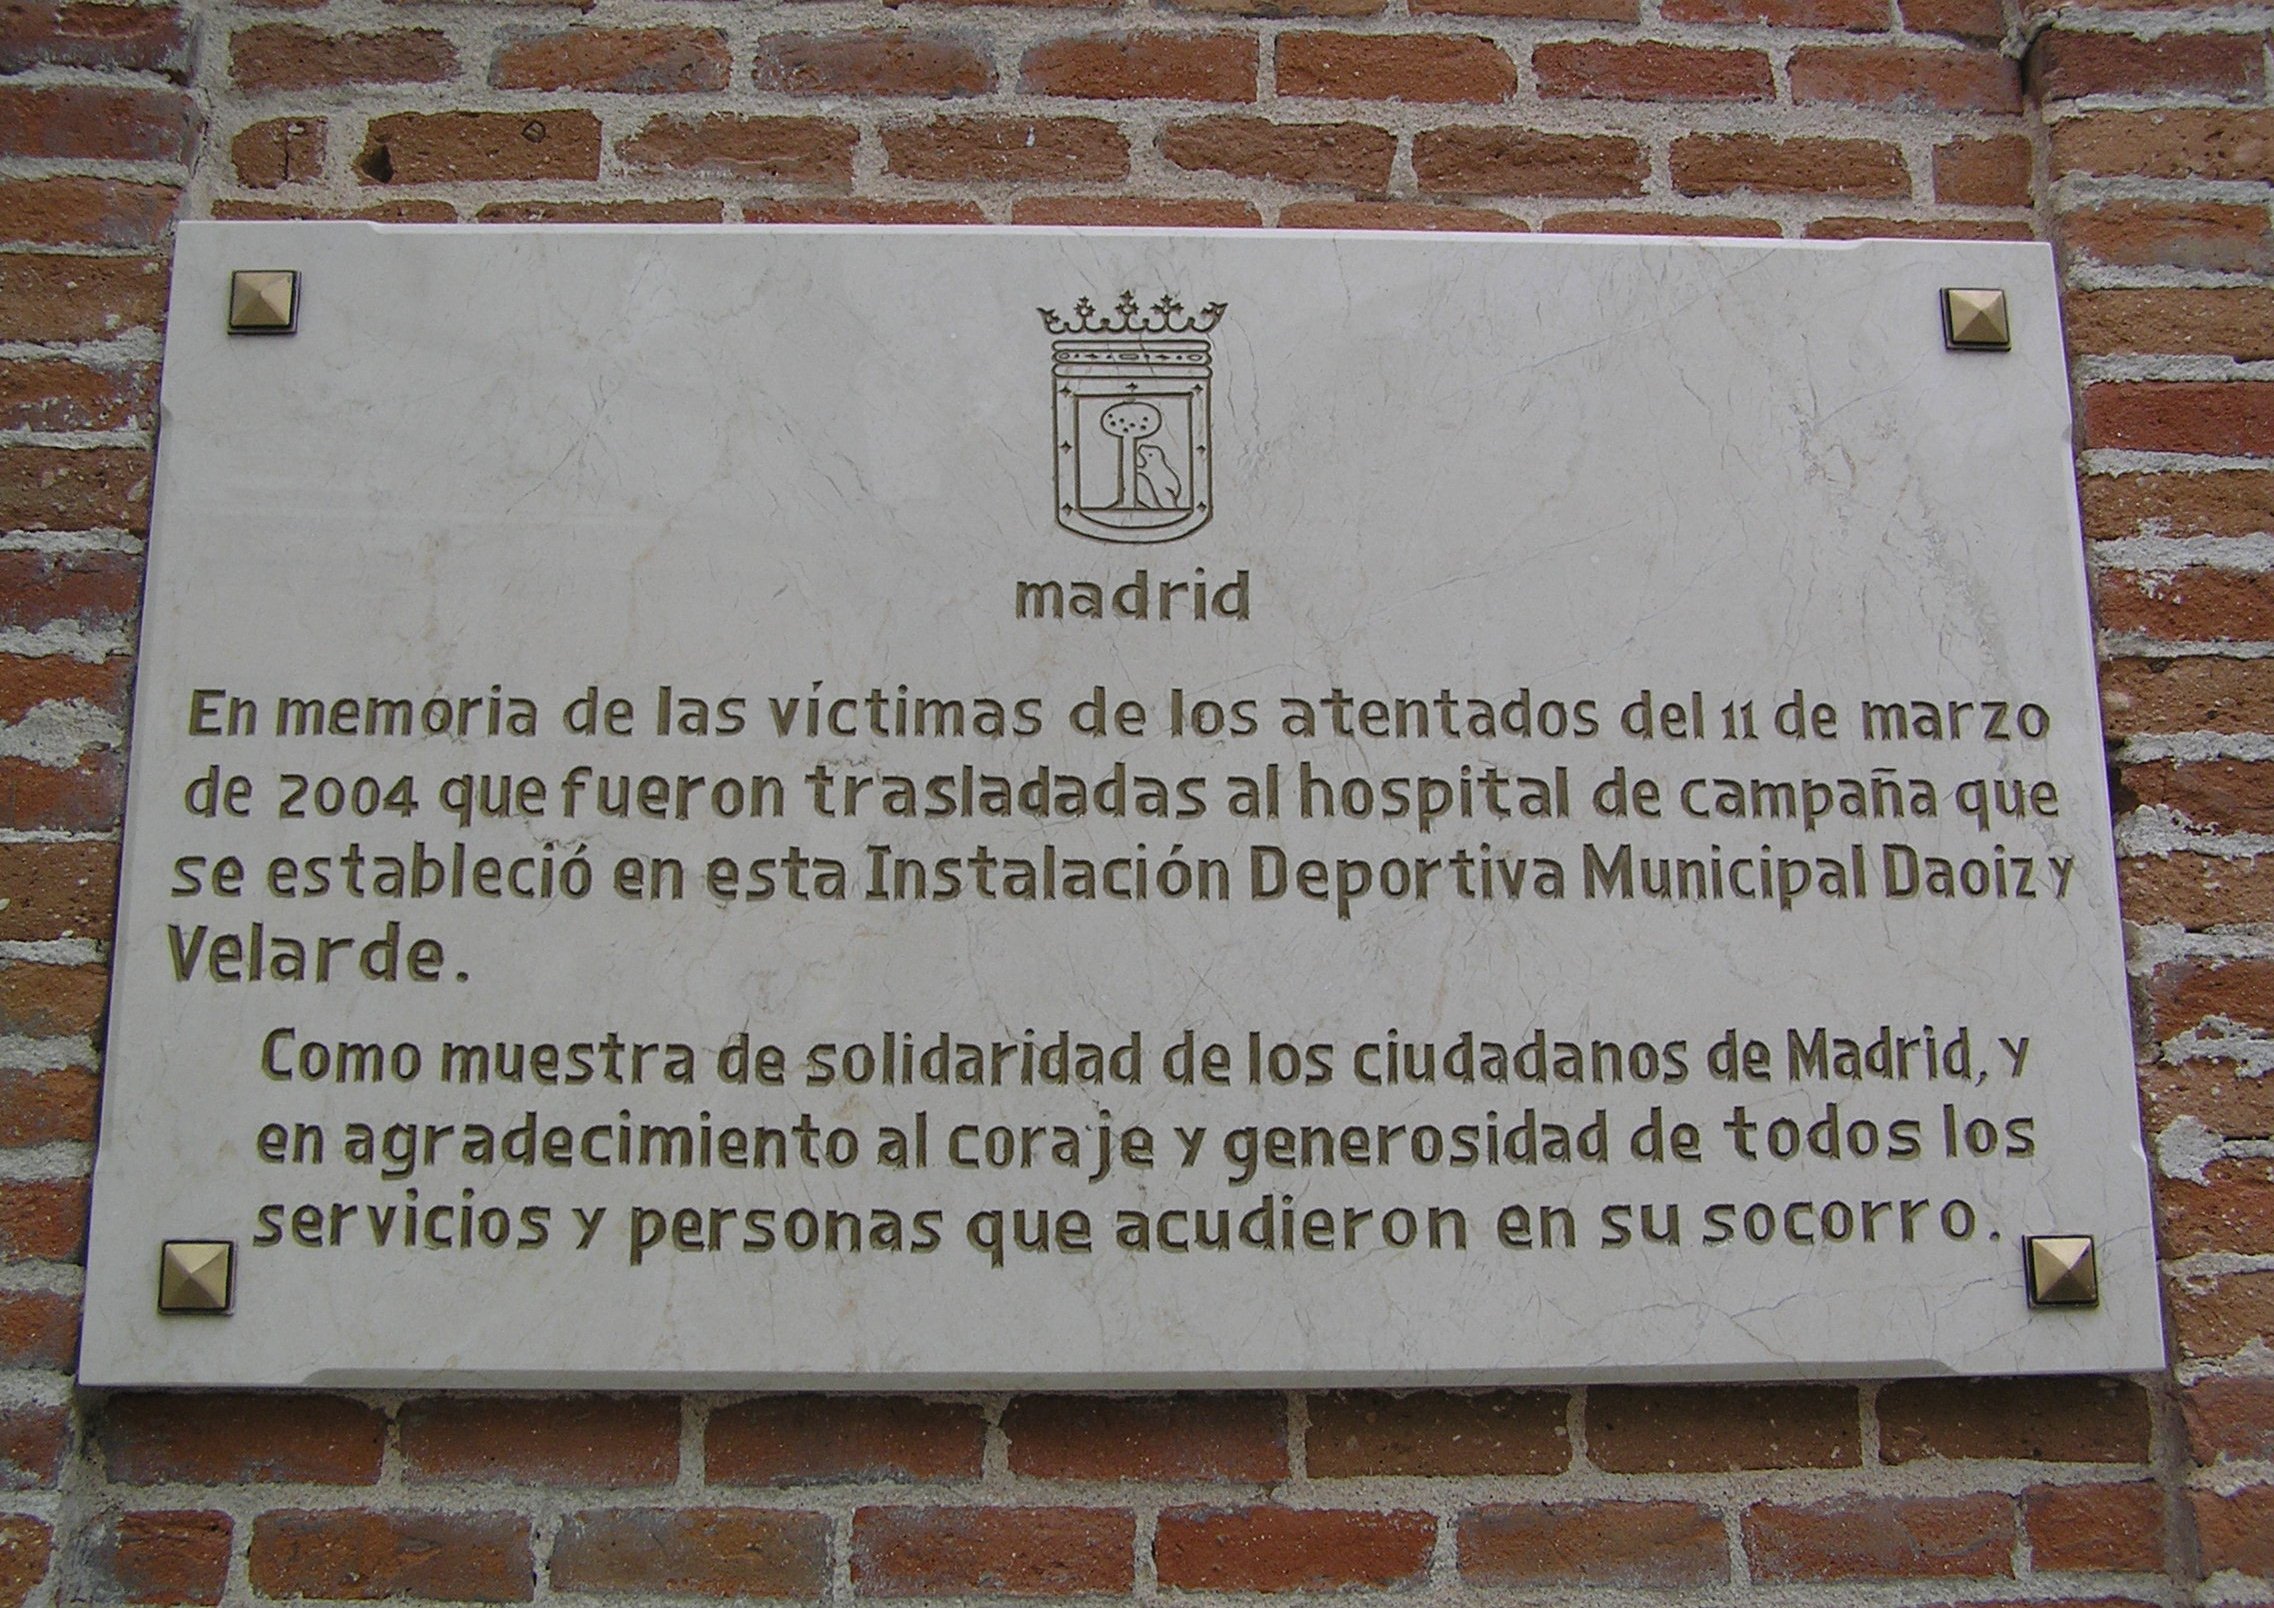 madrid
En memoria de las víctimas de los atentados del 11 de marzo
de 2004 que fueron trasladadas al hospital de campaña que
se estableció en esta Instalación Deportiva Municipal Daoiz y
Velarde.
Como muestra de solidaridad de los ciudadanos de Madrid, y
en agradecimiento al coraje y generosidad de todos los
servicios y personas que acudieron en su socorro.